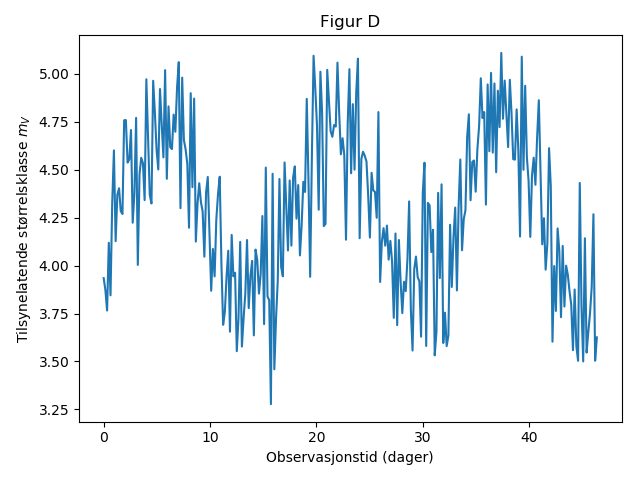 Figur D
Tilsynelatende størrelsesklasse m_V
5.00
4.75
4.50
4.25
4.00
3.75
3.50
3.25
0 10 20 30 40
Observasjonstid (dager)